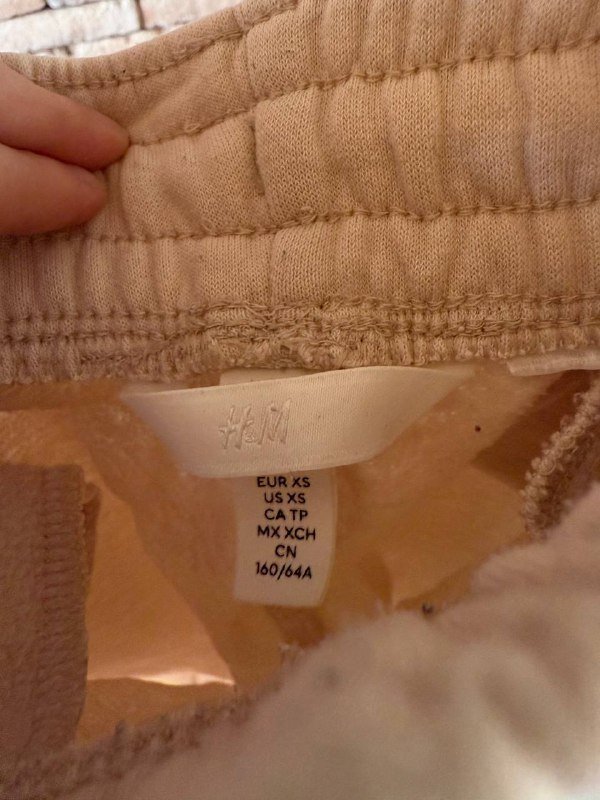 H&M
EUR XS
US XS
CA TP
MX XCH
CN
160/64A